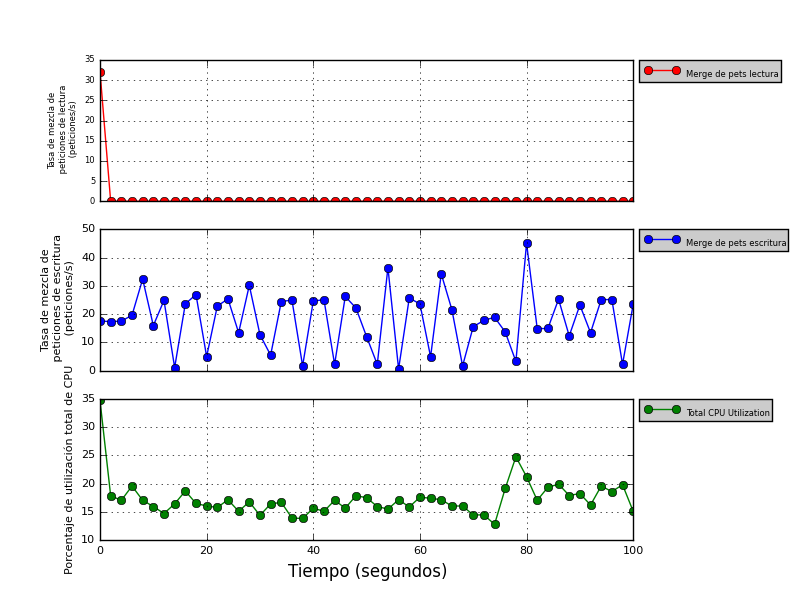 35
30
25
20
15
10
5
0
Tasa de mezcla de
peticiones de lectura
(peticiones/s)
Merge de pets lectura
50
40
30
20
10
0
Tasa de mezcla de
peticiones de escritura
(peticiones/s)
Merge de pets escritura
35
30
25
20
15
10
Porcentaje de utilización total de CPU
Total CPU Utilization
0 20 40 60 80 100
Tiempo (segundos)